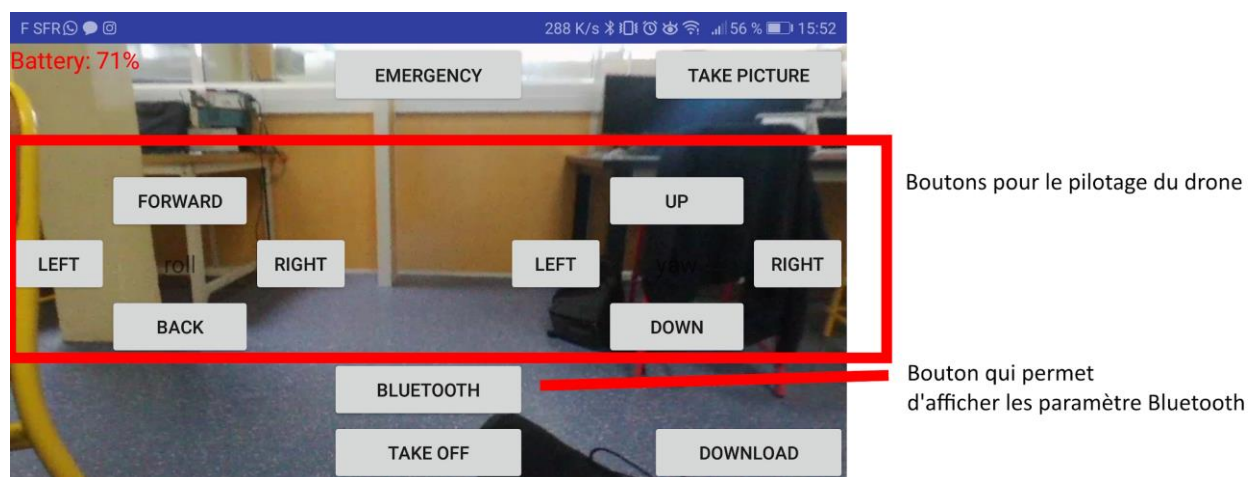 F SFR 288 K/s 56 % 15:52
Battery: 71%
EMERGENCY
TAKE PICTURE
FORWARD
UP
Boutons pour le pilotage du drone
LEFT roll RIGHT
LEFT yaw RIGHT
BACK
DOWN
BLUETOOTH
Bouton qui permet
d'afficher les paramètre Bluetooth
TAKE OFF
DOWNLOAD